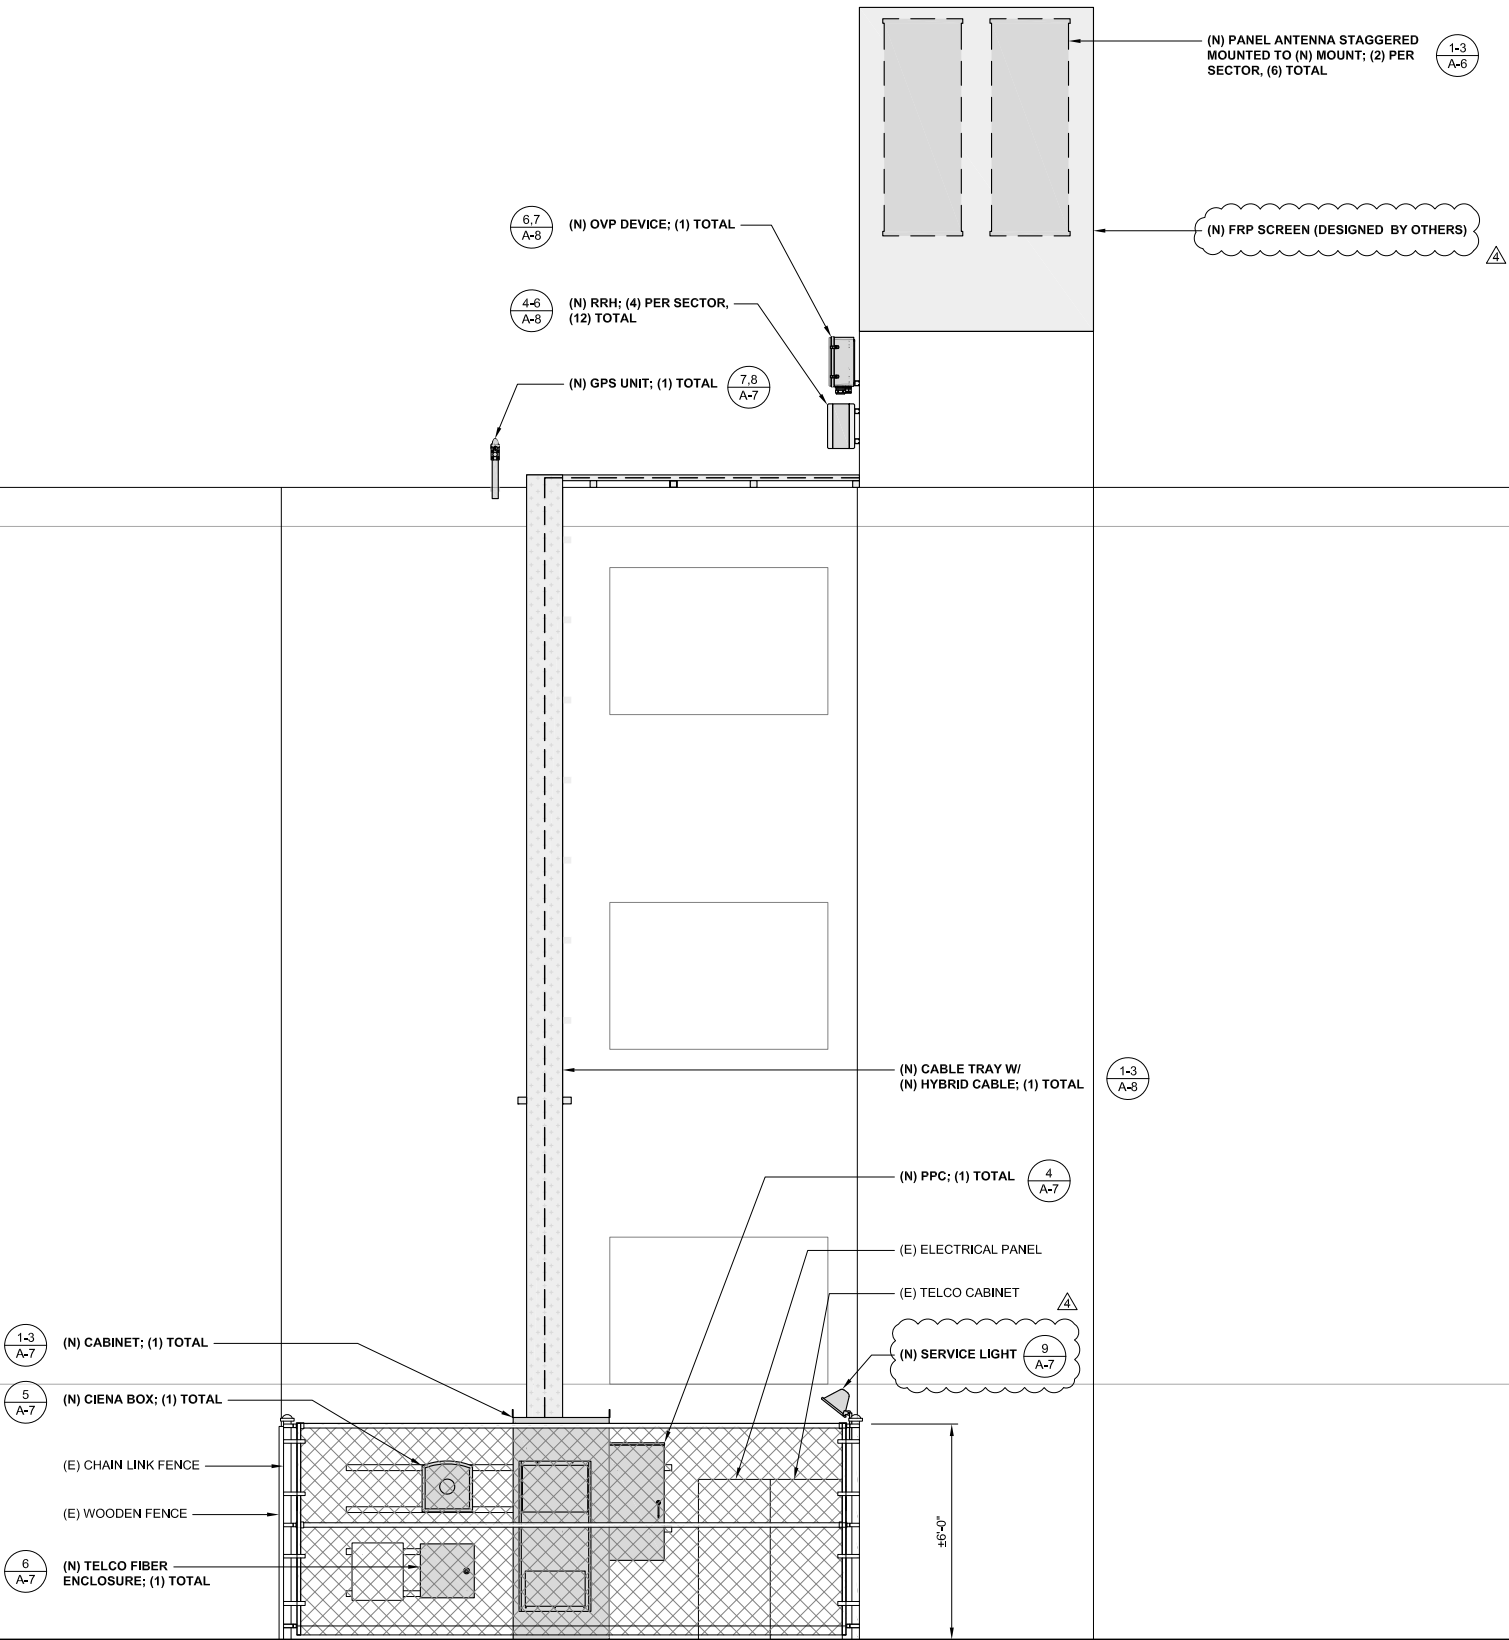 (N) PANEL ANTENNA STAGGERED
MOUNTED TO (N) MOUNT; (2) PER
SECTOR, (6) TOTAL
1-3
A-6
6,7
A-8
(N) OVP DEVICE; (1) TOTAL
(N) FRP SCREEN (DESIGNED BY OTHERS)
4
4-6
A-8
(N) RRH; (4) PER SECTOR,
(12) TOTAL
(N) GPS UNIT; (1) TOTAL
7,8
A-7
(N) CABLE TRAY W/
(N) HYBRID CABLE; (1) TOTAL
1-3
A-8
(N) PPC; (1) TOTAL
4
A-7
(E) ELECTRICAL PANEL
(E) TELCO CABINET
4
1-3
A-7
(N) CABINET; (1) TOTAL
(N) SERVICE LIGHT
9
A-7
5
A-7
(N) CIENA BOX; (1) TOTAL
(E) CHAIN LINK FENCE
(E) WOODEN FENCE
±6'-0"
6
A-7
(N) TELCO FIBER
ENCLOSURE; (1) TOTAL